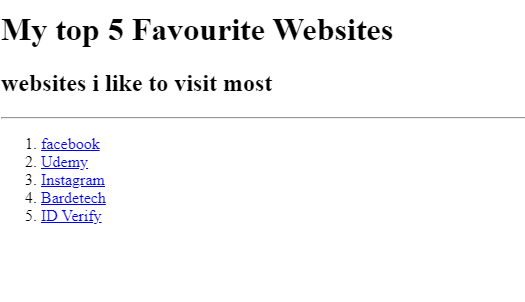 My top 5 Favourite Websites
websites i like to visit most
1. facebook
2. Udemy
3. Instagram
4. Bardetech
5. ID Verify